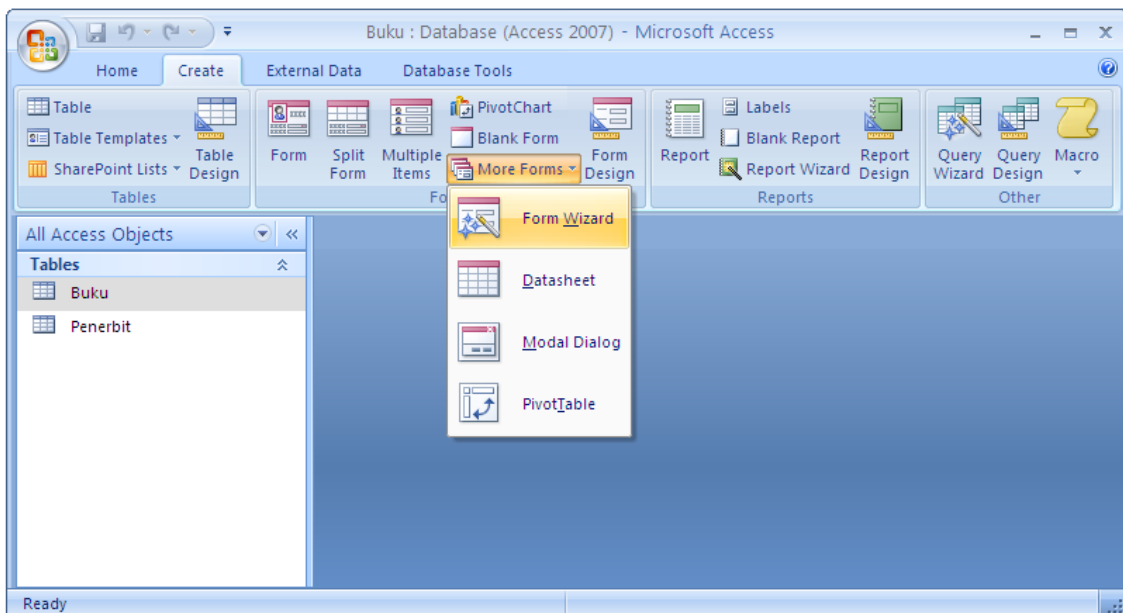 Buku : Database (Access 2007) - Microsoft Access
Home Create External Data Database Tools
Table
Table Templates
SharePoint Lists
Table Design
Tables
Form
Split Form
Multiple Items
PivotChart
Blank Form
More Forms
Form Design
Fo
Report
Labels
Blank Report
Report Wizard
Report Design
Reports
Query Wizard
Query Design
Macro
Other
Form Wizard
Datasheet
Modal Dialog
PivotTable
All Access Objects
Tables
Buku
Penerbit
Ready